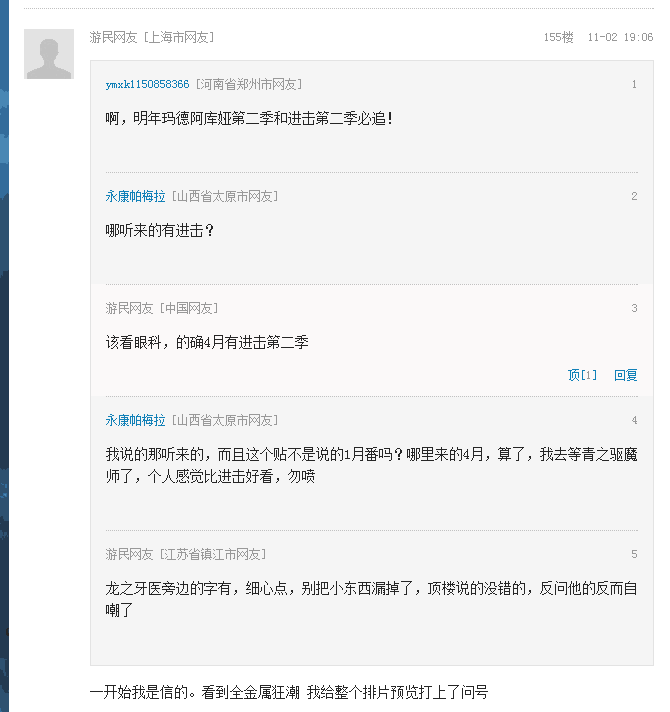 游民网友 [上海市网友] 155楼 11-02 19:06
ymxk1150858366 [河南省郑州市网友] 1
啊，明年玛德阿库娅第二季和进击第二季必追!
永康帕梅拉 [山西省太原市网友] 2
哪听来的有进击？
游民网友 [中国网友] 3
该看眼科，的确4月有进击第二季
顶[1] 回复
永康帕梅拉 [山西省太原市网友] 4
我说的那听来的，而且这个贴不是说的1月番吗？哪里来的4月，算了，我去等青之驱魔
师了，个人感觉比进击好看，勿喷
游民网友 [江苏省镇江市网友] 5
龙之牙医旁边的字有，细心点，别把小东西漏掉了，顶楼说的没错的，反问他的反而自
嘲了
一开始我是信的。看到全金属狂潮 我给整个排片预览打上了问号